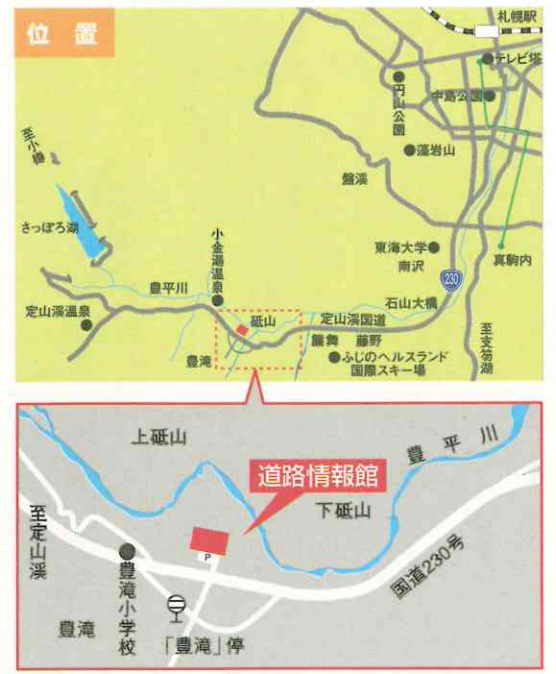 位置
札幌駅
テレビ塔
中島公園
円山公園
藻岩山
盤渓
至小樽
さっぽろ湖
小金湯温泉
東海大学
南沢
真駒内
230
豊平川
石山大橋
定山渓温泉
砥山
定山渓国道
豊滝
簾舞 藤野
ふじのヘルスランド
国際スキー場
至支笏湖
上砥山
豊平川
道路情報館
下砥山
至定山渓
P
国道230号
豊滝小学校
豊滝
「豊滝」停